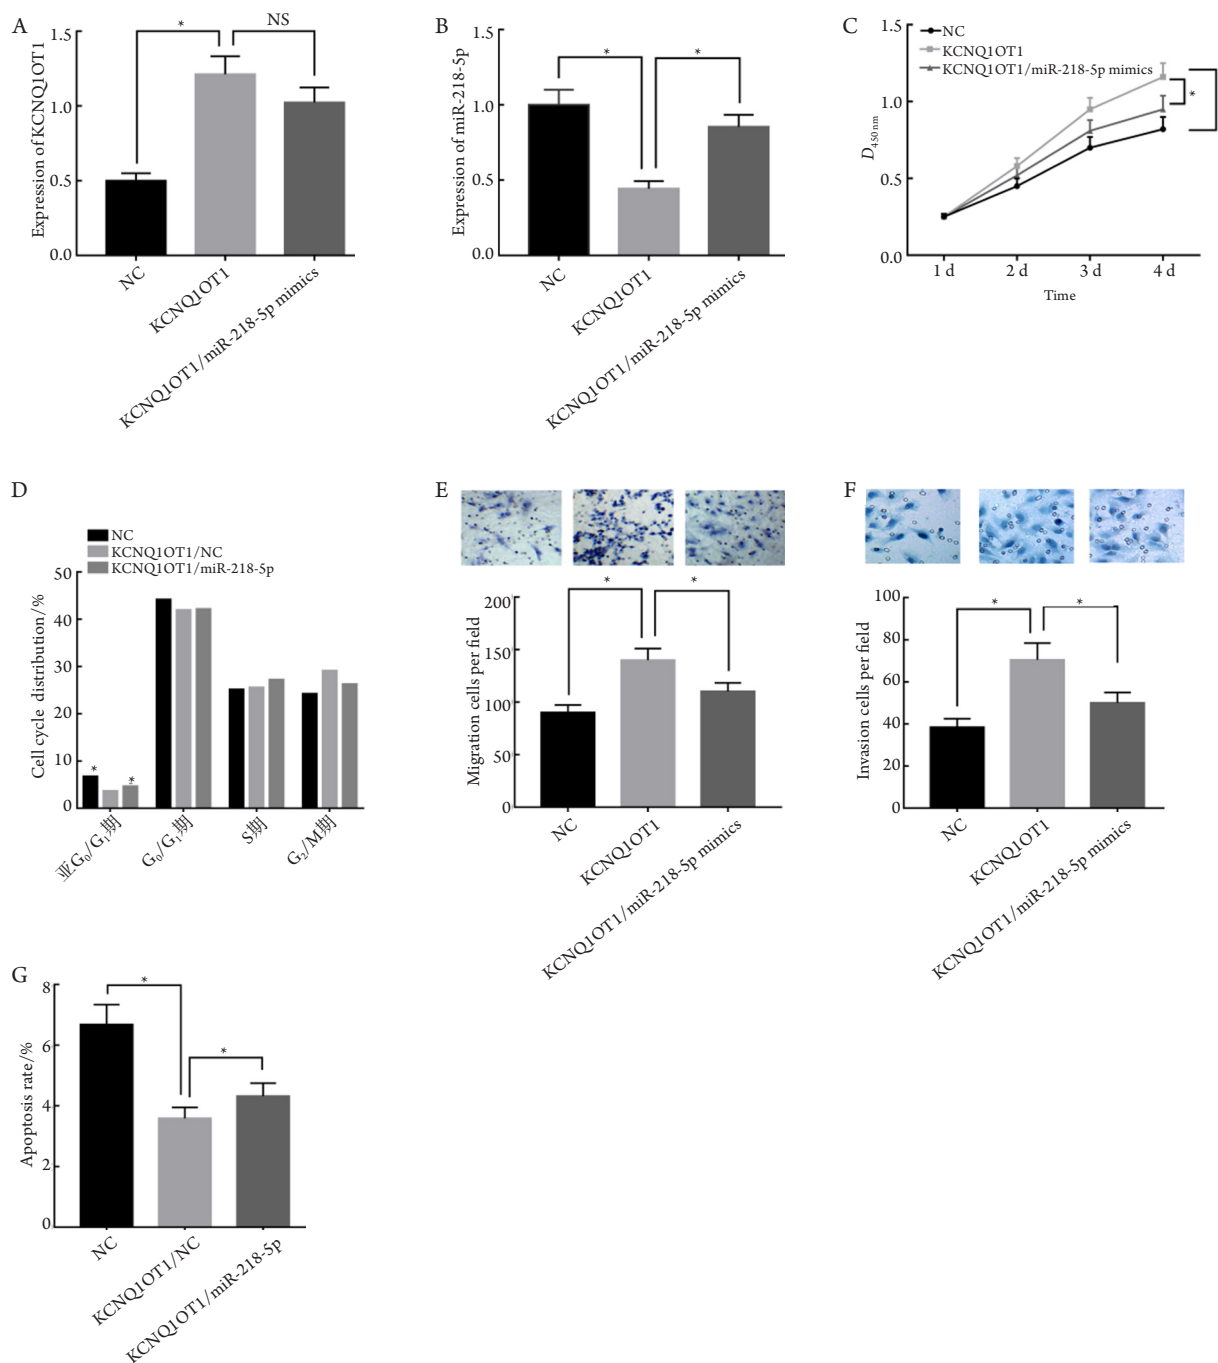 A
Expression of KCNQ1OT1
1.5
1.0
0.5
0.0
*
NS
NC
KCNQ1OT1
KCNQ1OT1/miR-218-5p mimics
B
Expression of miR-218-5p
1.5
1.0
0.5
0.0
*
*
NC
KCNQ1OT1
KCNQ1OT1/miR-218-5p mimics
C
D450 nm
1.5
1.0
0.5
0.0
NC
KCNQ1OT1
KCNQ1OT1/miR-218-5p mimics
*
1 d
2 d
3 d
4 d
Time
D
NC
KCNQ1OT1/NC
KCNQ1OT1/miR-218-5p
Cell cycle distribution/%
50
40
30
20
10
0
*
*
亚G0/G1期
G0/G1期
S期
G2/M期
E
Migration cells per field
200
150
100
50
0
*
*
NC
KCNQ1OT1
KCNQ1OT1/miR-218-5p mimics
F
Invasion cells per field
100
80
60
40
20
0
*
*
NC
KCNQ1OT1
KCNQ1OT1/miR-218-5p mimics
G
Apoptosis rate/%
8
6
4
2
0
*
*
NC
KCNQ1OT1/NC
KCNQ1OT1/miR-218-5p